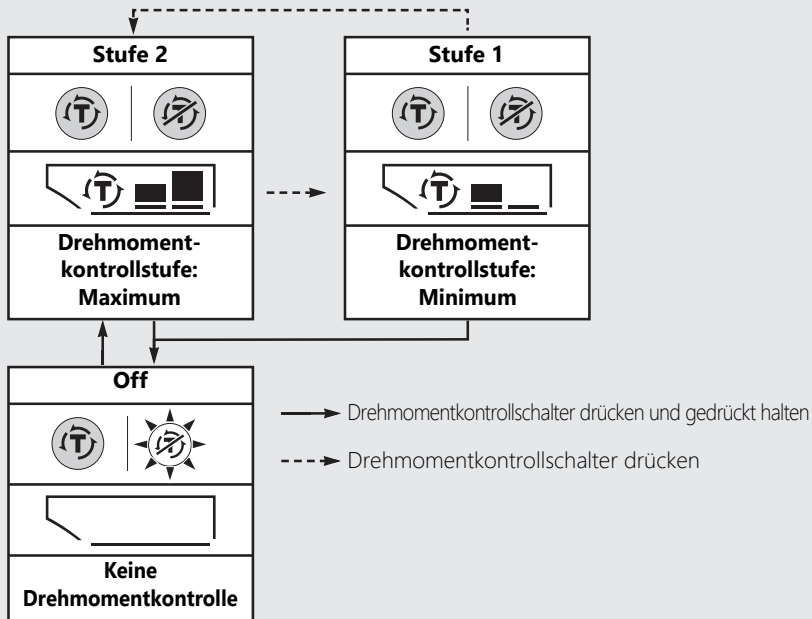 Stufe 2
T
T
T
Drehmoment-
kontrollstufe:
Maximum
Stufe 1
T
T
T
Drehmoment-
kontrollstufe:
Minimum
Off
T
T
Keine
Drehmomentkontrolle
Drehmomentkontrollschalter drücken und gedrückt halten
Drehmomentkontrollschalter drücken